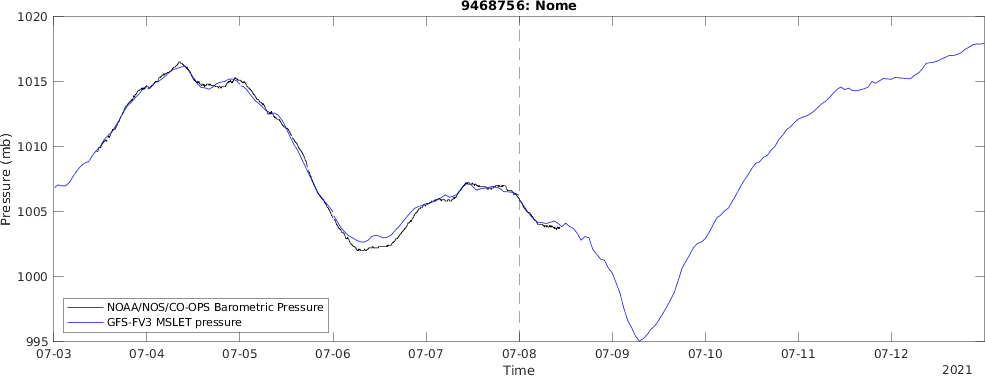 9468756: Nome
Pressure (mb)
1020
1015
1010
1005
1000
995
NOAA/NOS/CO-OPS Barometric Pressure
GFS-FV3 MSLET pressure
07-03 07-04 07-05 07-06 07-07 07-08 07-09 07-10 07-11 07-12
Time
2021